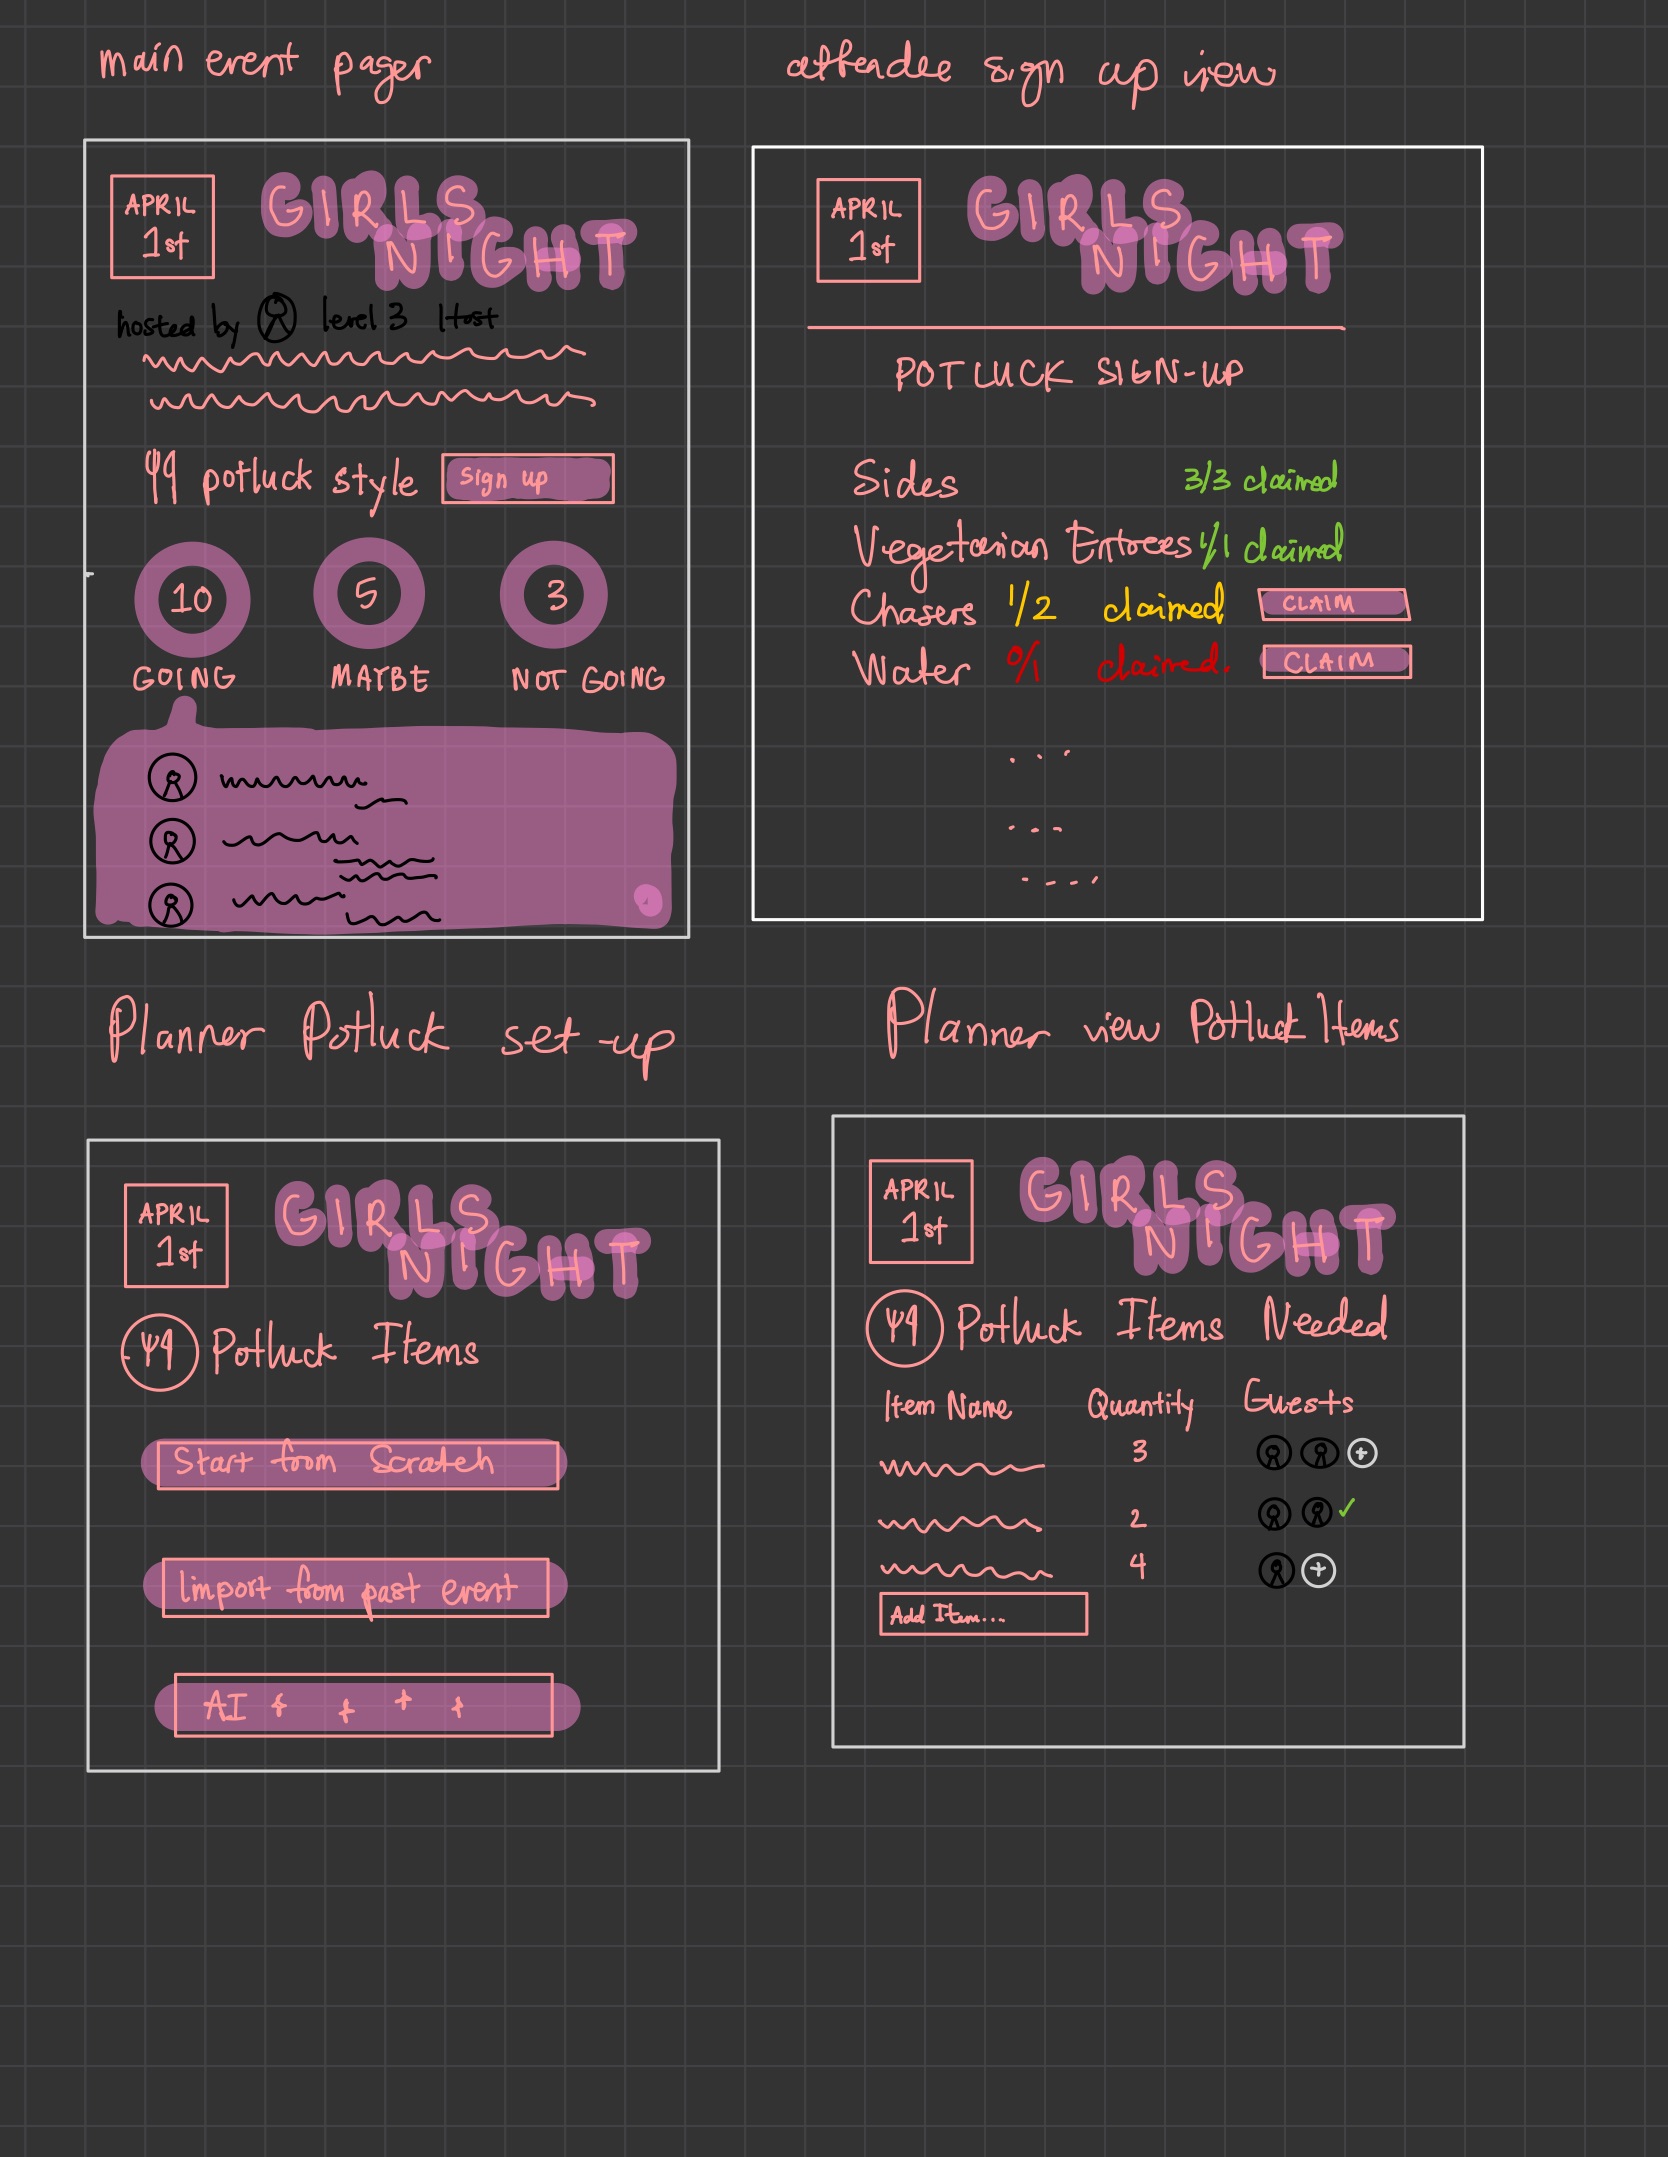 main event pager
APRIL
1st
GIRLS
NIGHT
hosted by level 3 Host
potluck style
Sign up
10
5
3
GOING
MAYBE
NOT GOING
attendee sign up view
APRIL
1st
GIRLS
NIGHT
POTLUCK SIGN-UP
Sides 3/3 claimed
Vegetarian Entrees 1/1 claimed
Chasers 1/2 claimed CLAIM
Water 0/1 claimed. CLAIM
...
...
....
Planner Potluck set-up
APRIL
1st
GIRLS
NIGHT
Potluck Items
Start from Scratch
Import from past event
AI
Planner view Potluck Items
APRIL
1st
GIRLS
NIGHT
Potluck Items Needed
Item Name Quantity Guests
3
2
4
Add Item...